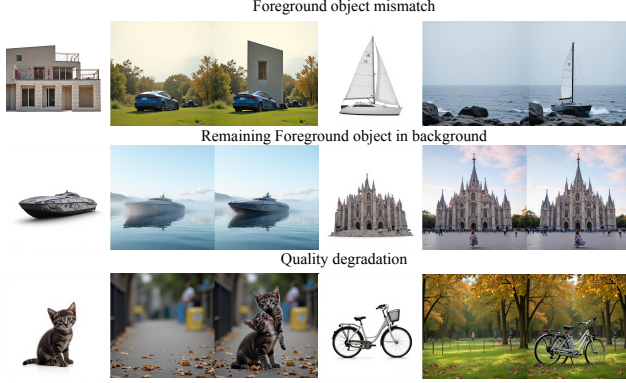 Foreground object mismatch
Remaining Foreground object in background
Quality degradation